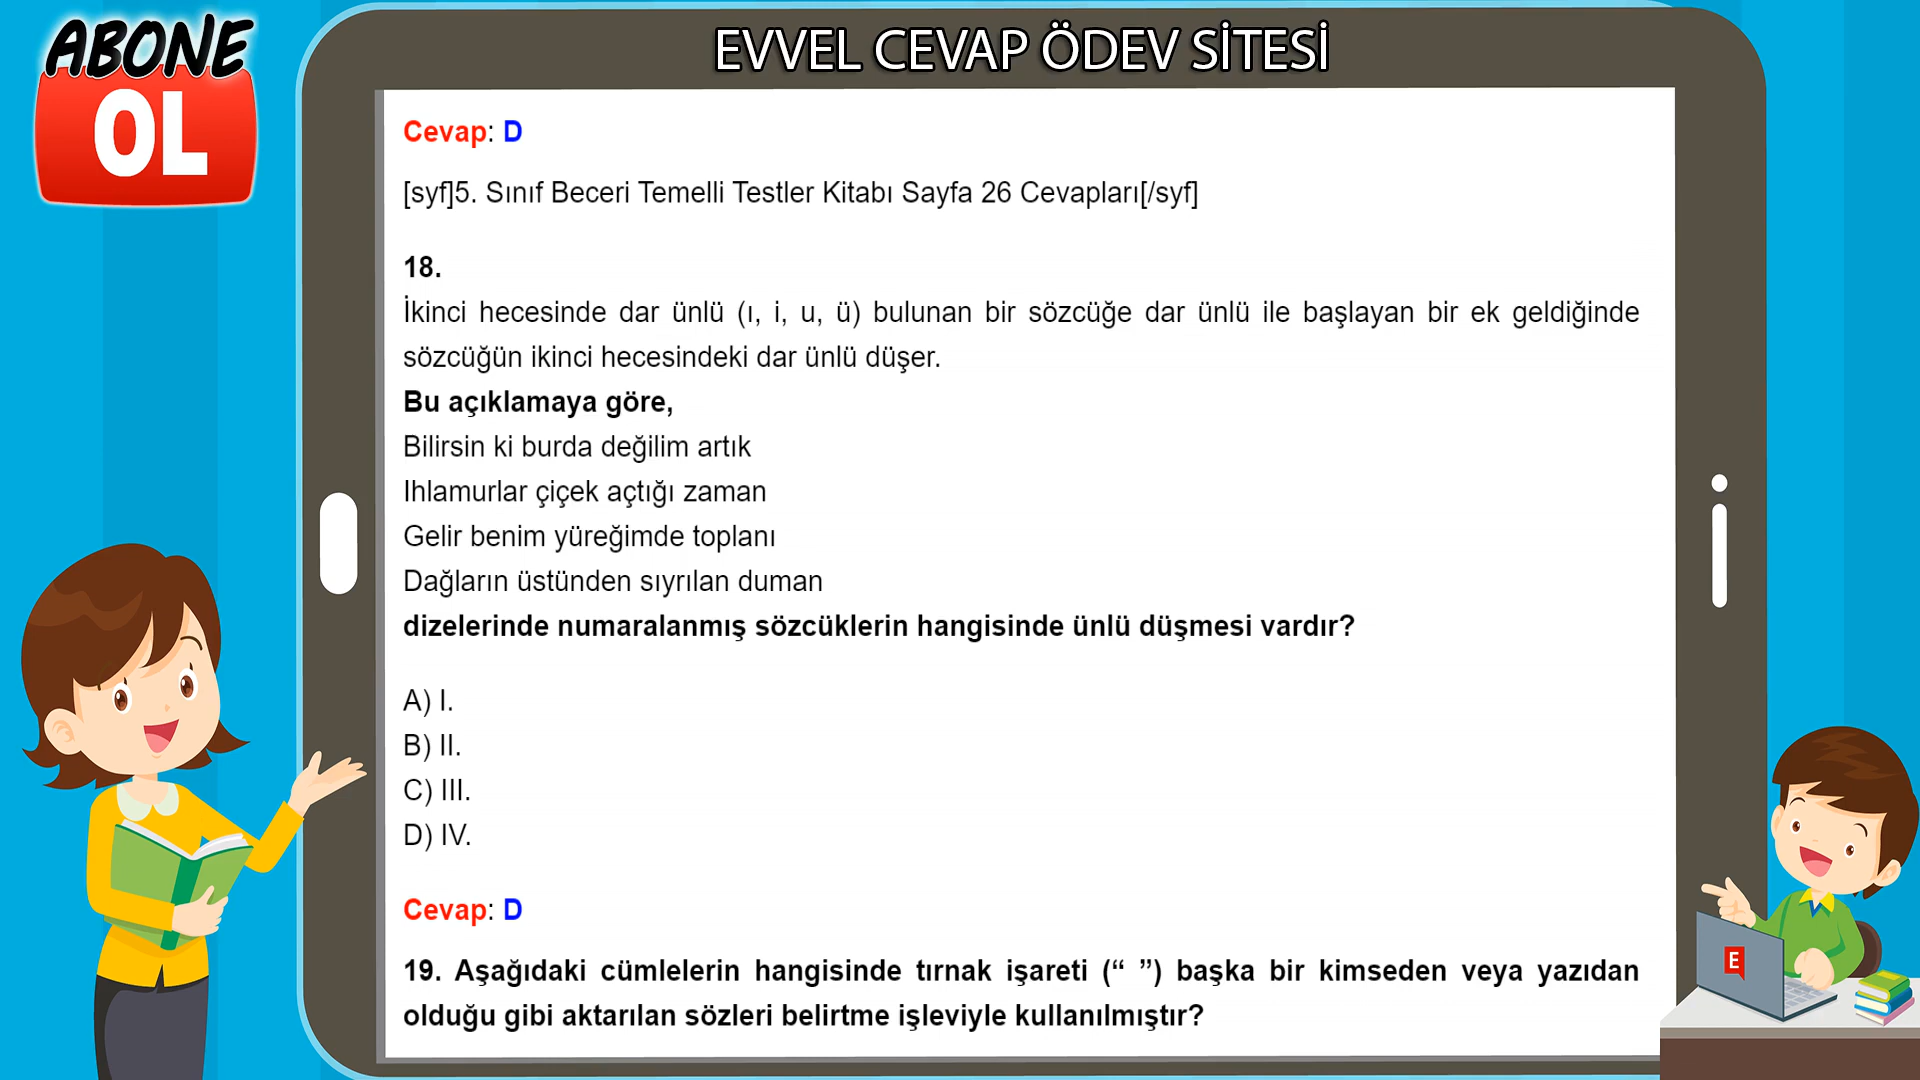 ABONE
OL
EVVEL CEVAP ÖDEV SİTESİ
Cevap: D
[syf]5. Sınıf Beceri Temelli Testler Kitabı Sayfa 26 Cevapları[/syf]
18.
İkinci hecesinde dar ünlü (ı, i, u, ü) bulunan bir sözcüğe dar ünlü ile başlayan bir ek geldiğinde
sözcüğün ikinci hecesindeki dar ünlü düşer.
Bu açıklamaya göre,
Bilirsin ki burda değilim artık
Ihlamurlar çiçek açtığı zaman
Gelir benim yüreğimde toplanı
Dağların üstünden sıyrılan duman
dizelerinde numaralanmış sözcüklerin hangisinde ünlü düşmesi vardır?
A) I.
B) II.
C) III.
D) IV.
Cevap: D
19. Aşağıdaki cümlelerin hangisinde tırnak işareti (“ ”) başka bir kimseden veya yazıdan
olduğu gibi aktarılan sözleri belirtme işleviyle kullanılmıştır?
E